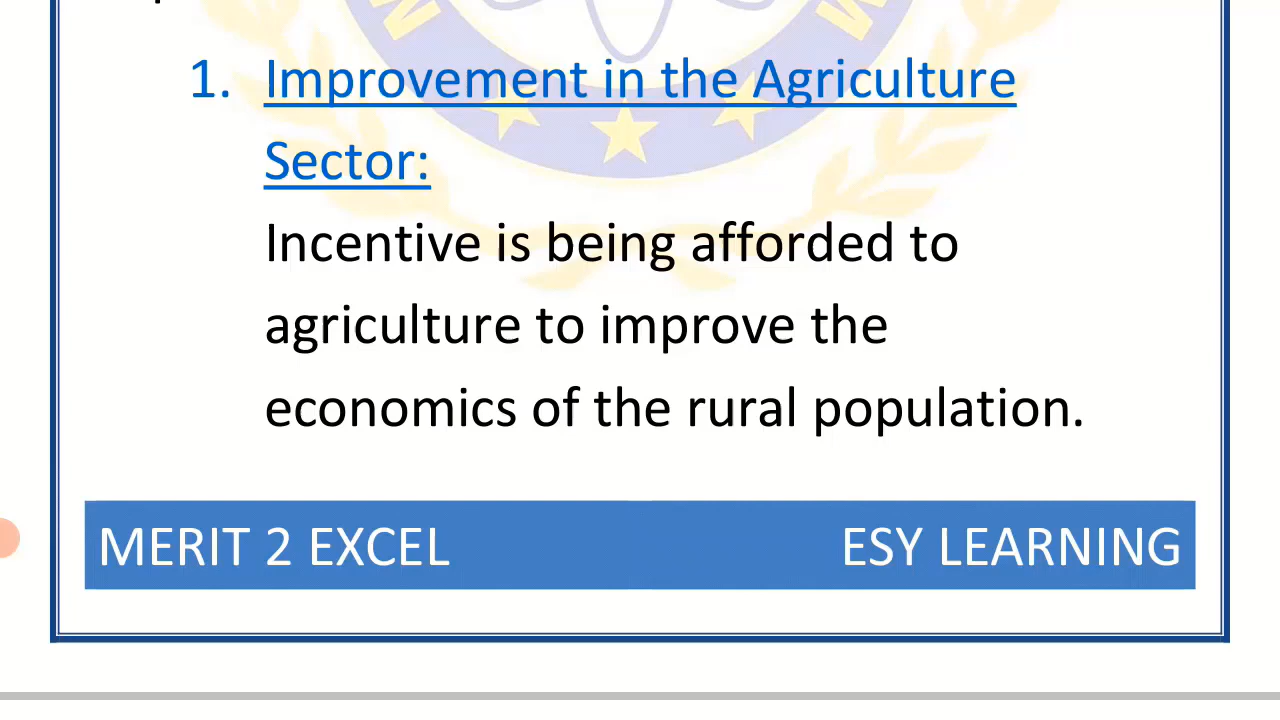 1. Improvement in the Agriculture
Sector:
Incentive is being afforded to
agriculture to improve the
economics of the rural population.
MERIT 2 EXCEL ESY LEARNING